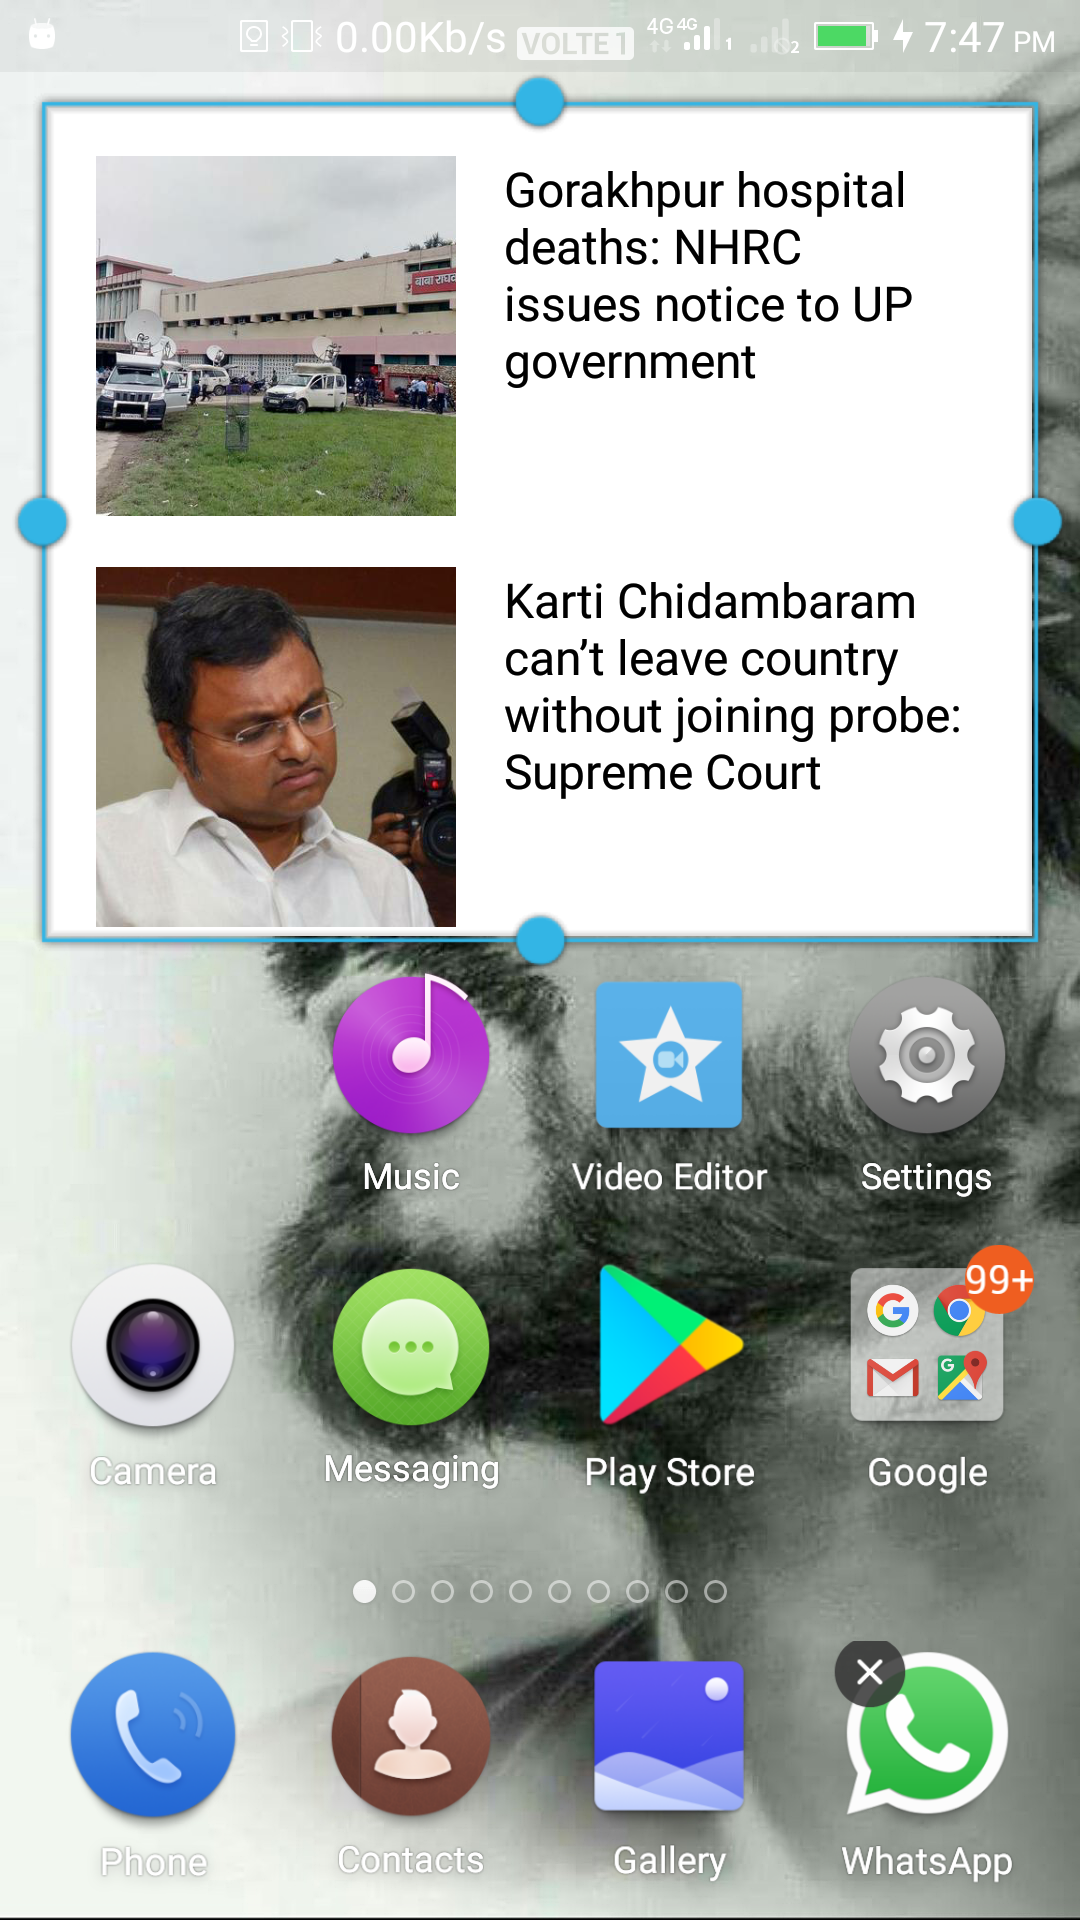 0.00Kb/s VOLTE 1 4G 4G 1 2 7:47 PM
Gorakhpur hospital
deaths: NHRC
issues notice to UP
government
बाबा राघव
Karti Chidambaram
can’t leave country
without joining probe:
Supreme Court
Music Video Editor Settings
99+
G
Camera Messaging Play Store Google
Phone Contacts Gallery WhatsApp